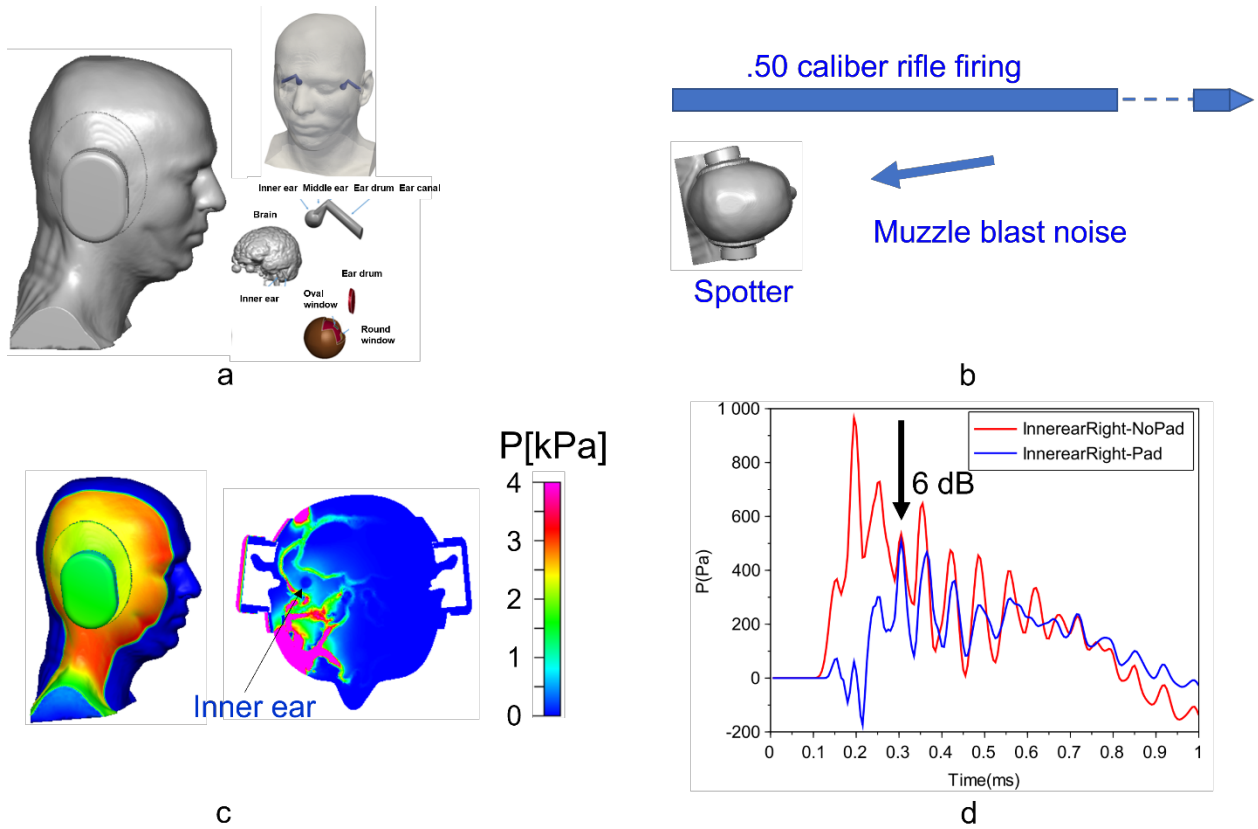 Inner ear Middle ear Ear drum Ear canal
Brain
Ear drum
Inner ear
Oval
window
Round
window
a
.50 caliber rifle firing
Muzzle blast noise
Spotter
b
P[kPa]
4
3
2
1
0
Inner ear
c
1 000
800
600
400
200
0
-200
P(Pa)
InnerearRight-NoPad
InnerearRight-Pad
6 dB
0 0.1 0.2 0.3 0.4 0.5 0.6 0.7 0.8 0.9 1
Time(ms)
d